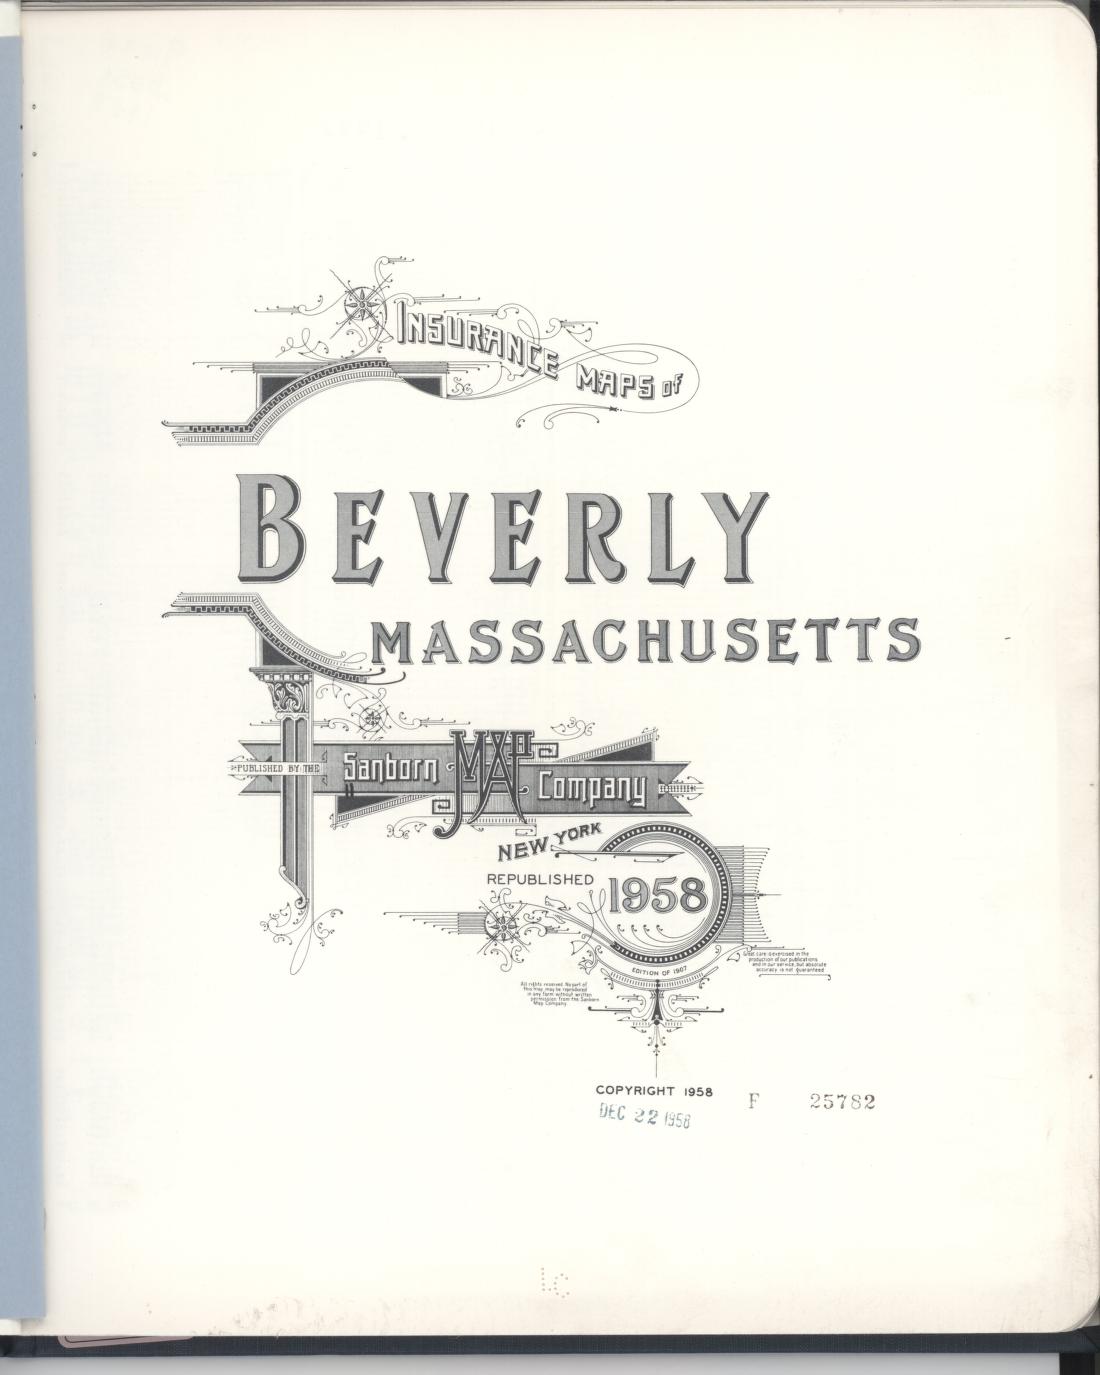 INSURANCE MAPS of
BEVERLY
MASSACHUSETTS
PUBLISHED BY THE Sanborn MAP Company
NEW YORK
REPUBLISHED 1958
EDITION OF 1907
Great care is exercised in the
production of our publications
and in our service, but absolute
accuracy is not guaranteed
All rights reserved. No part of
this map may be reproduced
in any form without written
permission from the Sanborn
Map Company.
COPYRIGHT 1958
DEC 22 1958
F 25782
LC